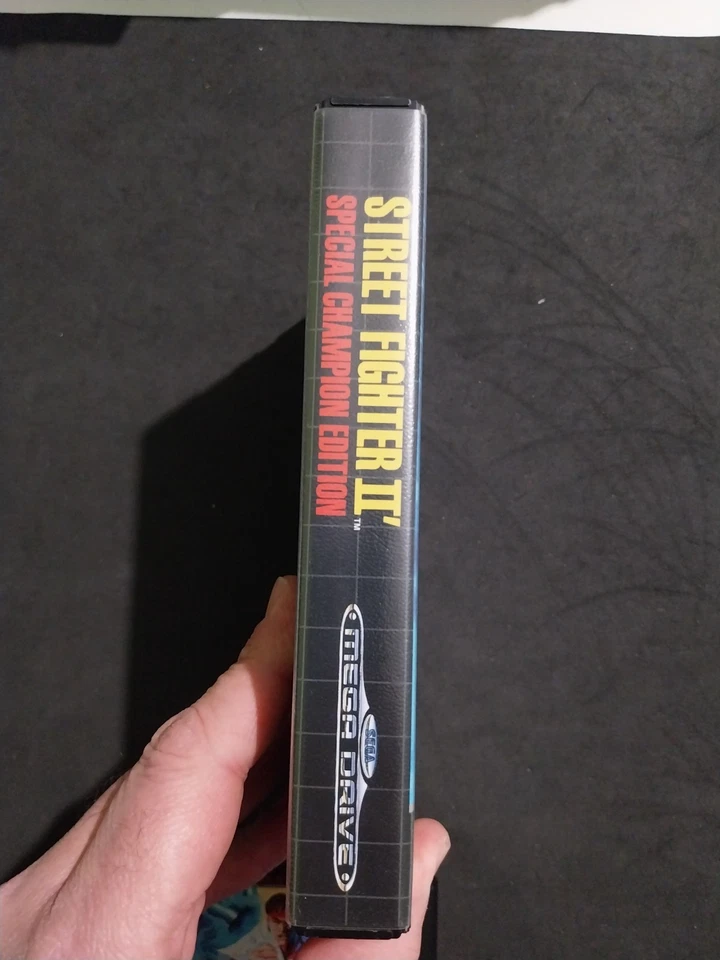 STREET FIGHTER II'™
SPECIAL CHAMPION EDITION
SEGA
MEGA DRIVE